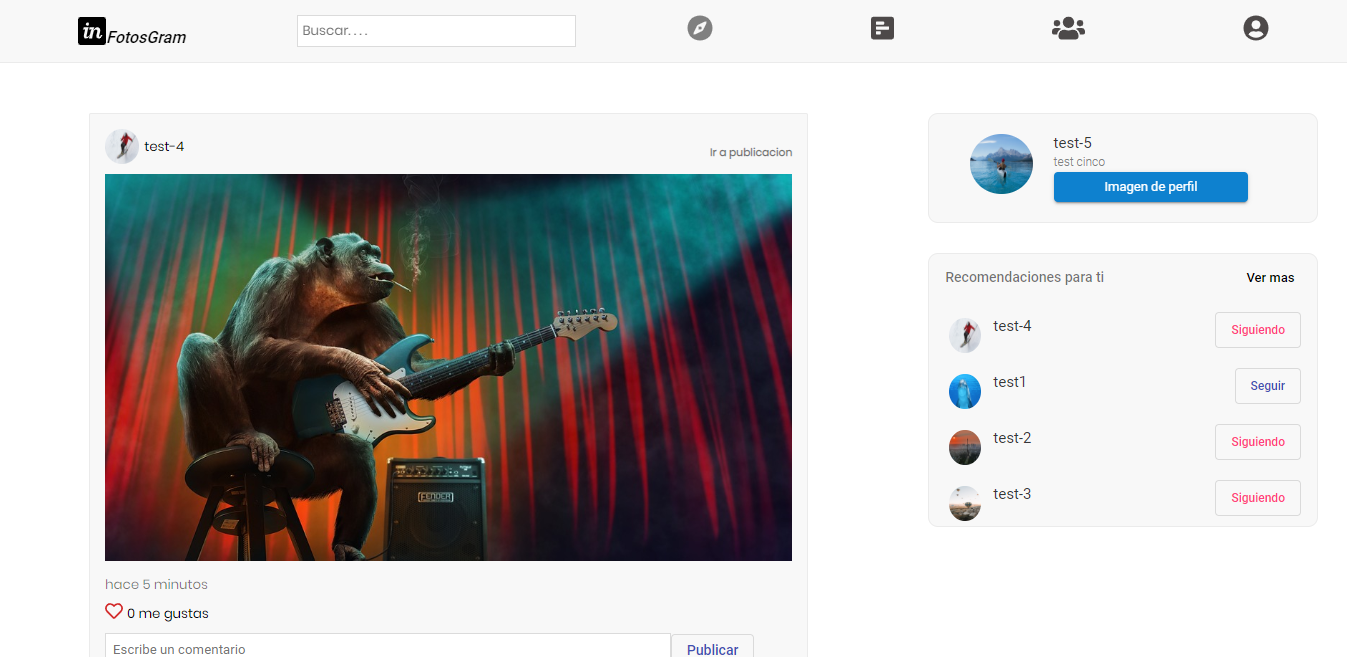 in FotosGram
Buscar....
test-4
Ir a publicacion
FENDER
hace 5 minutos
0 me gustas
Escribe un comentario
Publicar
test-5
test cinco
Imagen de perfil
Recomendaciones para ti
Ver mas
test-4
Siguiendo
test1
Seguir
test-2
Siguiendo
test-3
Siguiendo